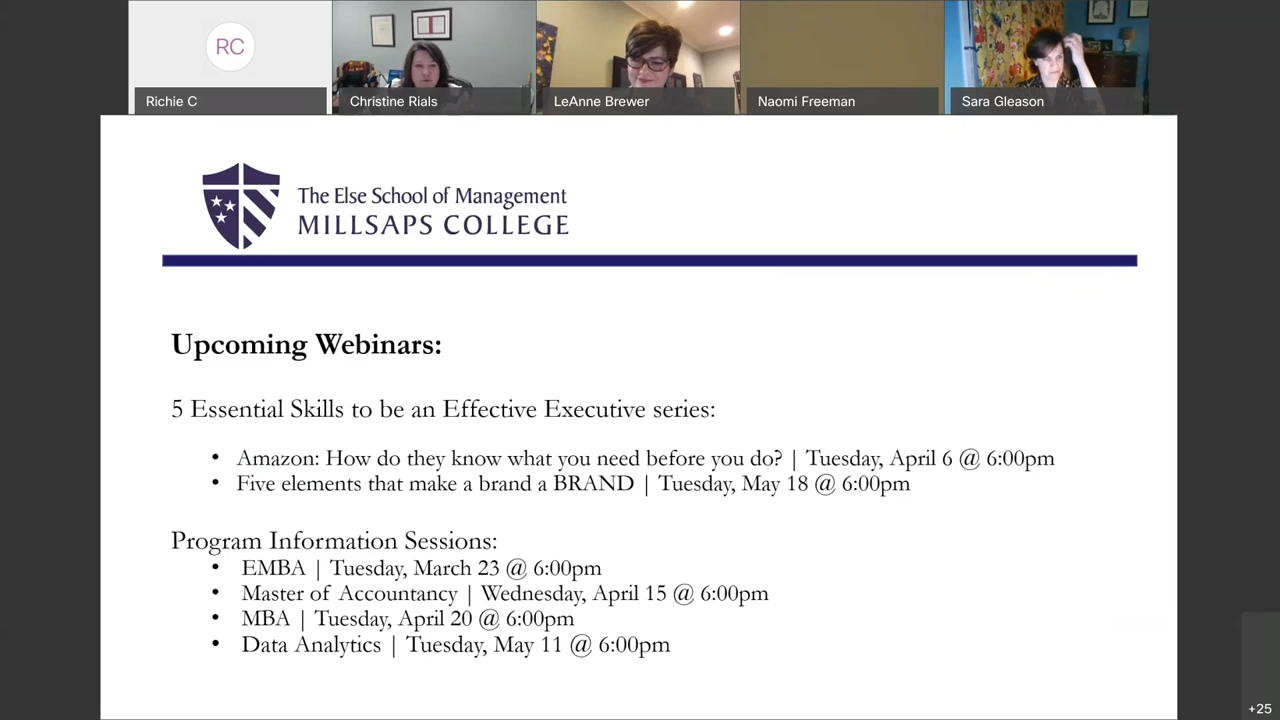 RC
Richie C
Christine Rials
LeAnne Brewer
Naomi Freeman
Sara Gleason
The Else School of Management
MILLSAPS COLLEGE
Upcoming Webinars:
5 Essential Skills to be an Effective Executive series:
• Amazon: How do they know what you need before you do? | Tuesday, April 6 @ 6:00pm
• Five elements that make a brand a BRAND | Tuesday, May 18 @ 6:00pm
Program Information Sessions:
• EMBA | Tuesday, March 23 @ 6:00pm
• Master of Accountancy | Wednesday, April 15 @ 6:00pm
• MBA | Tuesday, April 20 @ 6:00pm
• Data Analytics | Tuesday, May 11 @ 6:00pm
+25